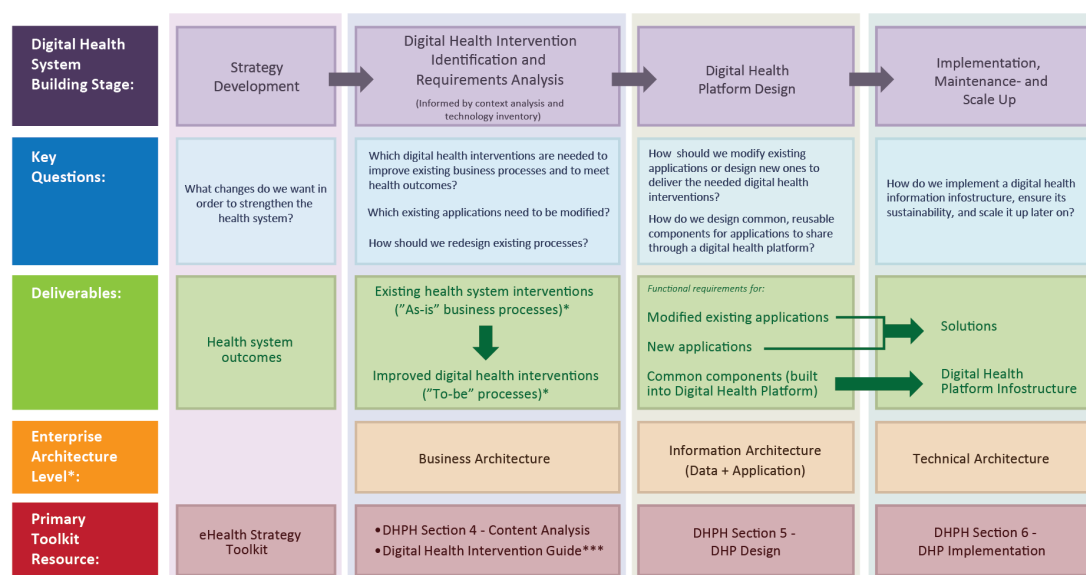 Digital Health
System
Building Stage:
Strategy
Development
Digital Health Intervention
Identification and
Requirements Analysis
(Informed by context analysis and
technology inventory)
Digital Health
Platform Design
Implementation,
Maintenance- and
Scale Up
Key
Questions:
What changes do we want in
order to strengthen the
health system?
Which digital health interventions are needed to
improve existing business processes and to meet
health outcomes?
Which existing applications need to be modified?
How should we redesign existing processes?
How should we modify existing
applications or design new ones to
deliver the needed digital health
interventions?
How do we design common, reusable
components for applications to share
through a digital health platform?
How do we implement a digital health
information infostructure, ensure its
sustainability, and scale it up later on?
Deliverables:
Health system
outcomes
Existing health system interventions
("As-is" business processes)*
Improved digital health interventions
("To-be" processes)*
Functional requirements for:
Modified existing applications
New applications
Common components (built
into Digital Health Platform)
Solutions
Digital Health
Platform Infostructure
Enterprise
Architecture
Level*:
Business Architecture
Information Architecture
(Data + Application)
Technical Architecture
Primary
Toolkit
Resource:
eHealth Strategy
Toolkit
•DHPH Section 4 - Content Analysis
•Digital Health Intervention Guide***
DHPH Section 5 -
DHP Design
DHPH Section 6 -
DHP Implementation